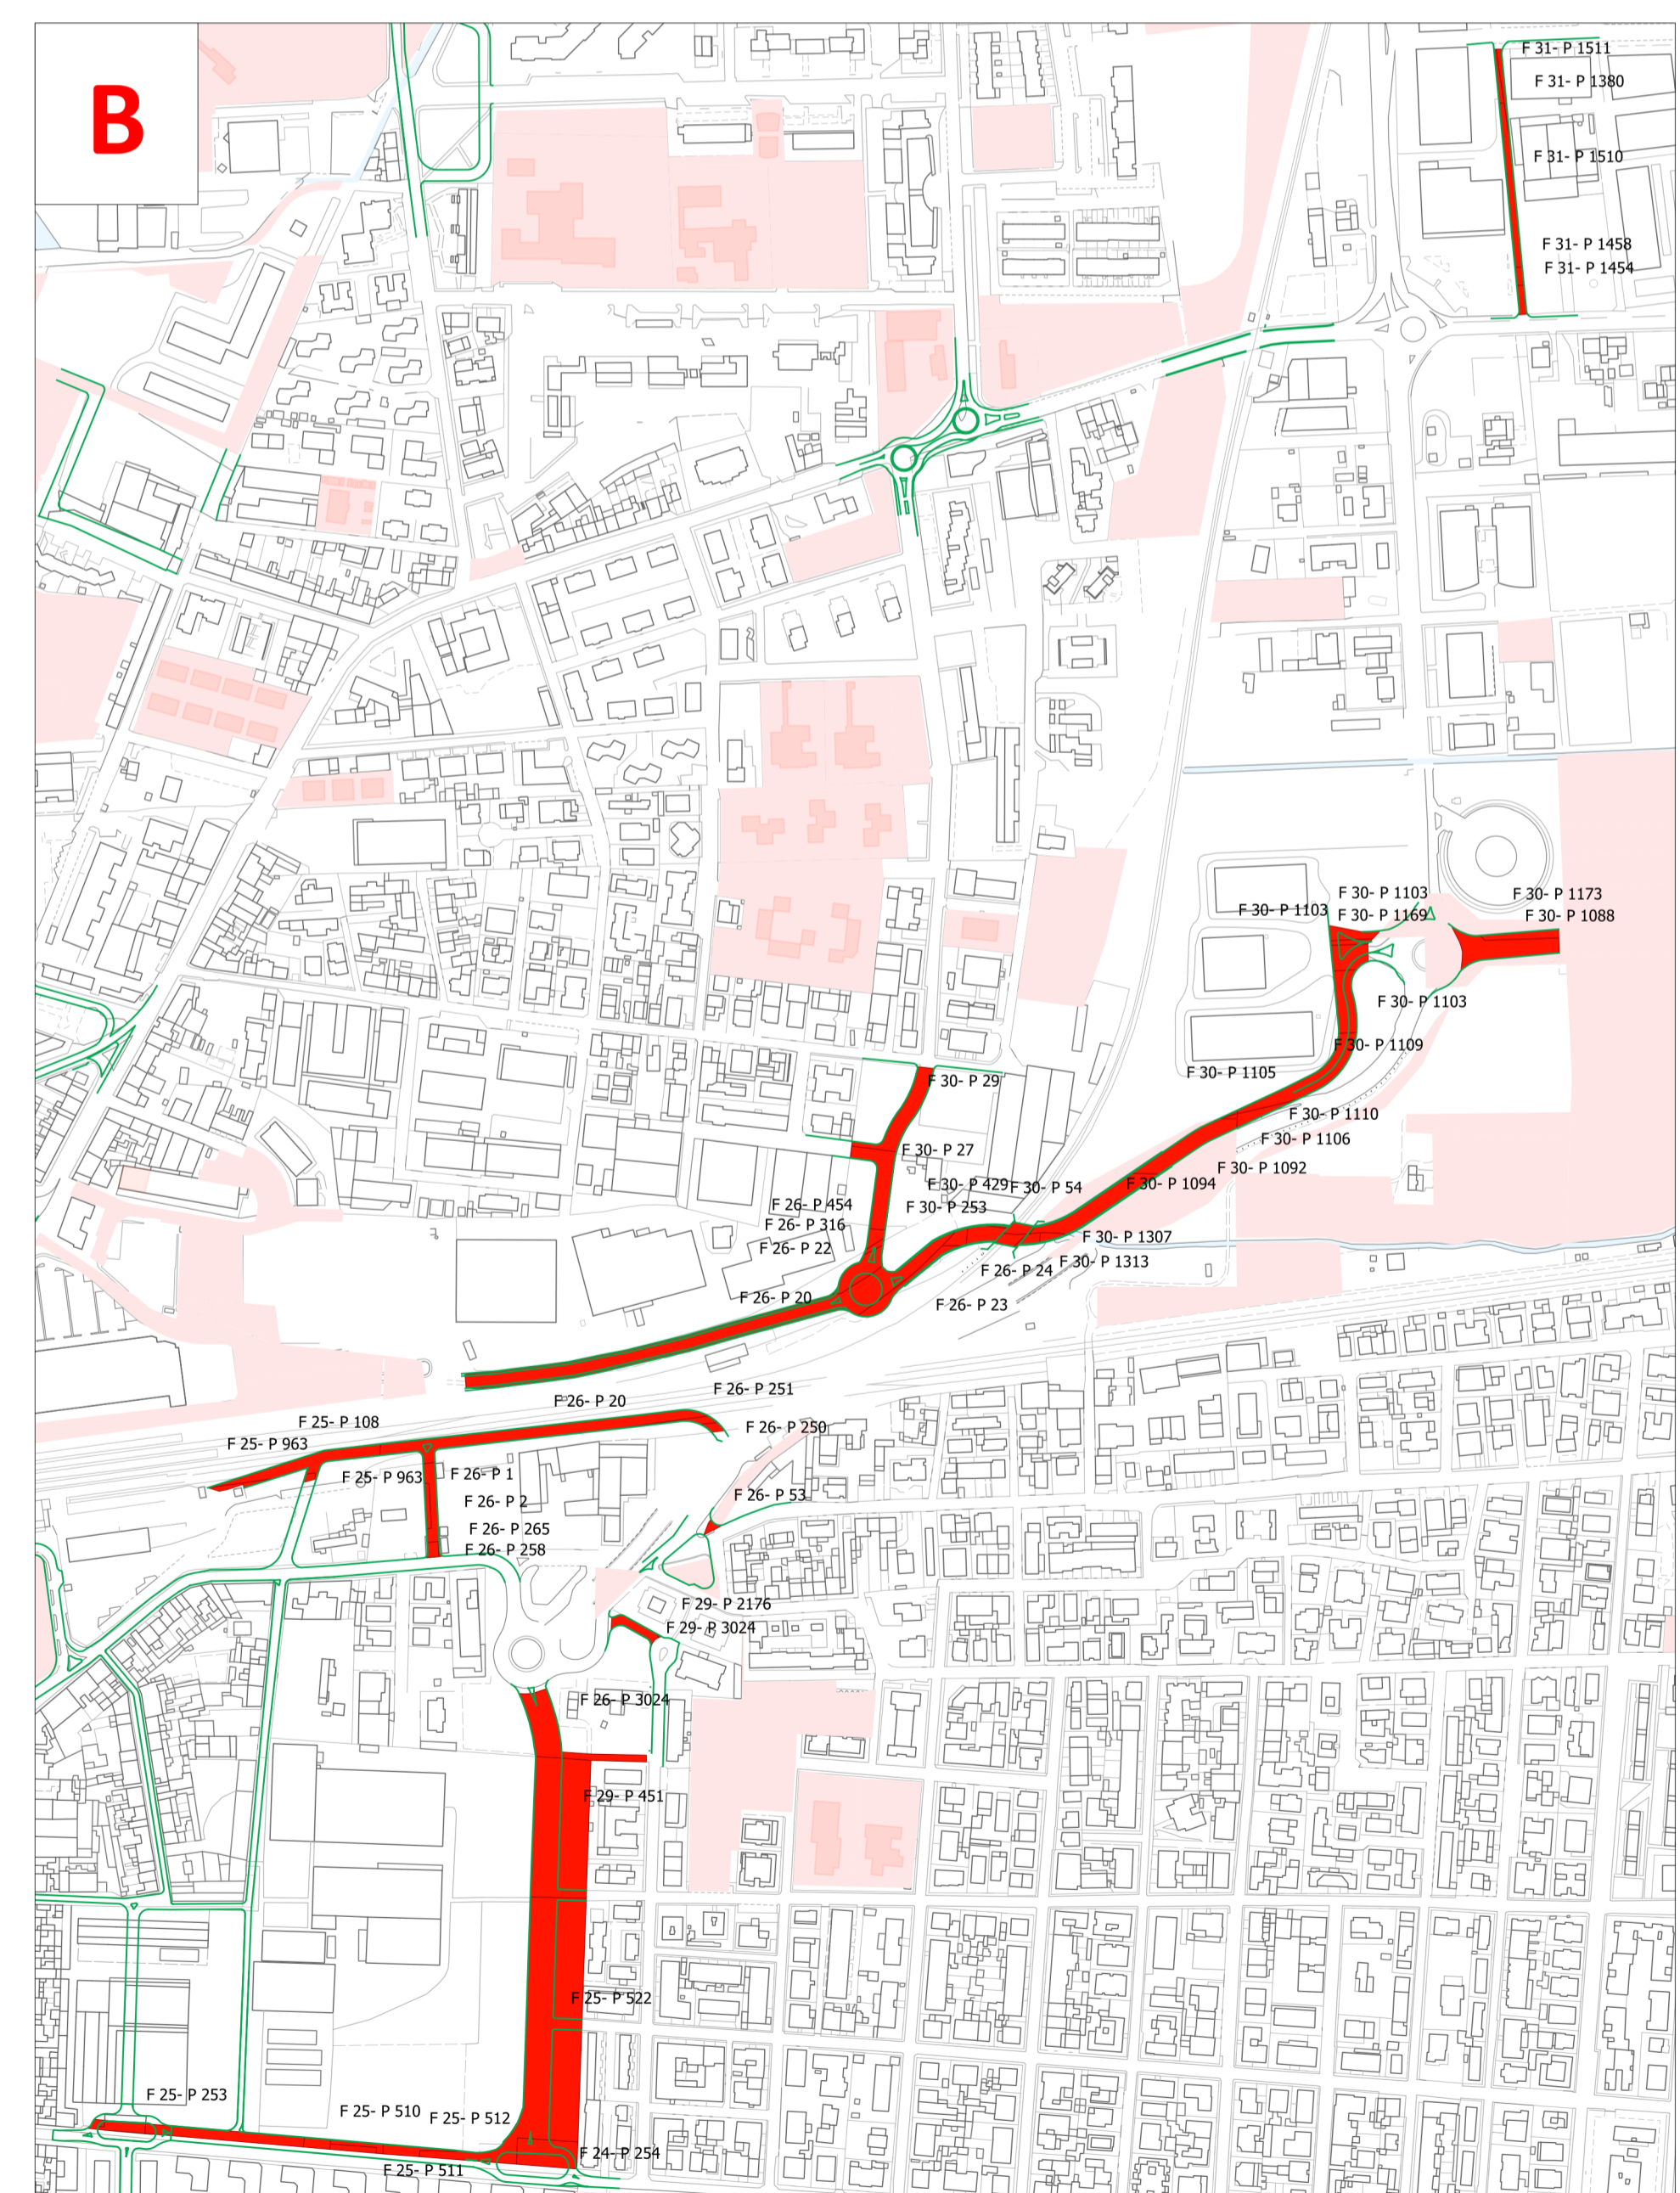 B
F 31- P 1511
F 31- P 1380
F 31- P 1510
F 31- P 1458
F 31- P 1454
F 30- P 1103
F 30- P 1173
F 30- P 1103
F 30- P 1169
F 30- P 1088
F 30- P 1103
F 30- P 1109
F 30- P 1105
F 30- P 29
F 30- P 1110
F 30- P 1106
F 30- P 27
F 30- P 1092
F 30- P 429
F 30- P 54
F 30- P 1094
F 26- P 454
F 30- P 253
F 26- P 316
F 30- P 1307
F 26- P 22
F 30- P 1313
F 26- P 24
F 26- P 20
F 26- P 23
F 26- P 251
F 26- P 20
F 25- P 108
F 26- P 250
F 25- P 963
F 25- P 963
F 26- P 1
F 26- P 53
F 26- P 2
F 26- P 265
F 26- P 258
F 29- P 2176
F 29- P 3024
F 26- P 3024
F 29- P 451
F 25- P 522
F 25- P 253
F 25- P 510
F 25- P 512
F 24- P 254
F 25- P 511